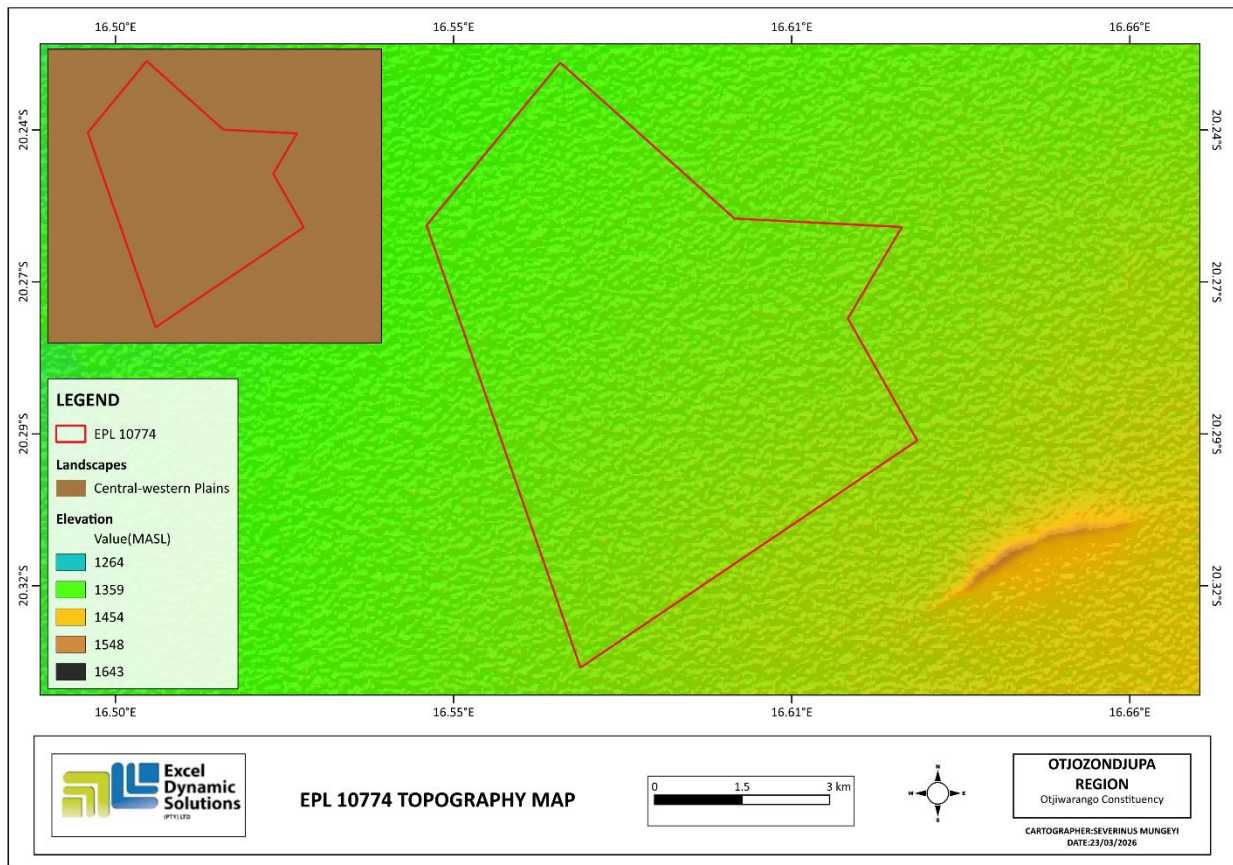 16.50°E
16.55°E
16.61°E
16.66°E
20.24°S
20.24°S
20.27°S
20.27°S
20.29°S
20.29°S
20.32°S
20.32°S
LEGEND
EPL 10774
Landscapes
Central-western Plains
Elevation
Value(MASL)
1264
1359
1454
1548
1643
16.50°E
16.55°E
16.61°E
16.66°E
Excel
Dynamic
Solutions
(PTY) LTD
EPL 10774 TOPOGRAPHY MAP
0 1.5 3 km
N
W E
S
OTJOZONDJUPA
REGION
Otjiwarango Constituency
CARTOGRAPHER:SEVERINUS MUNGEYI
DATE:23/03/2026